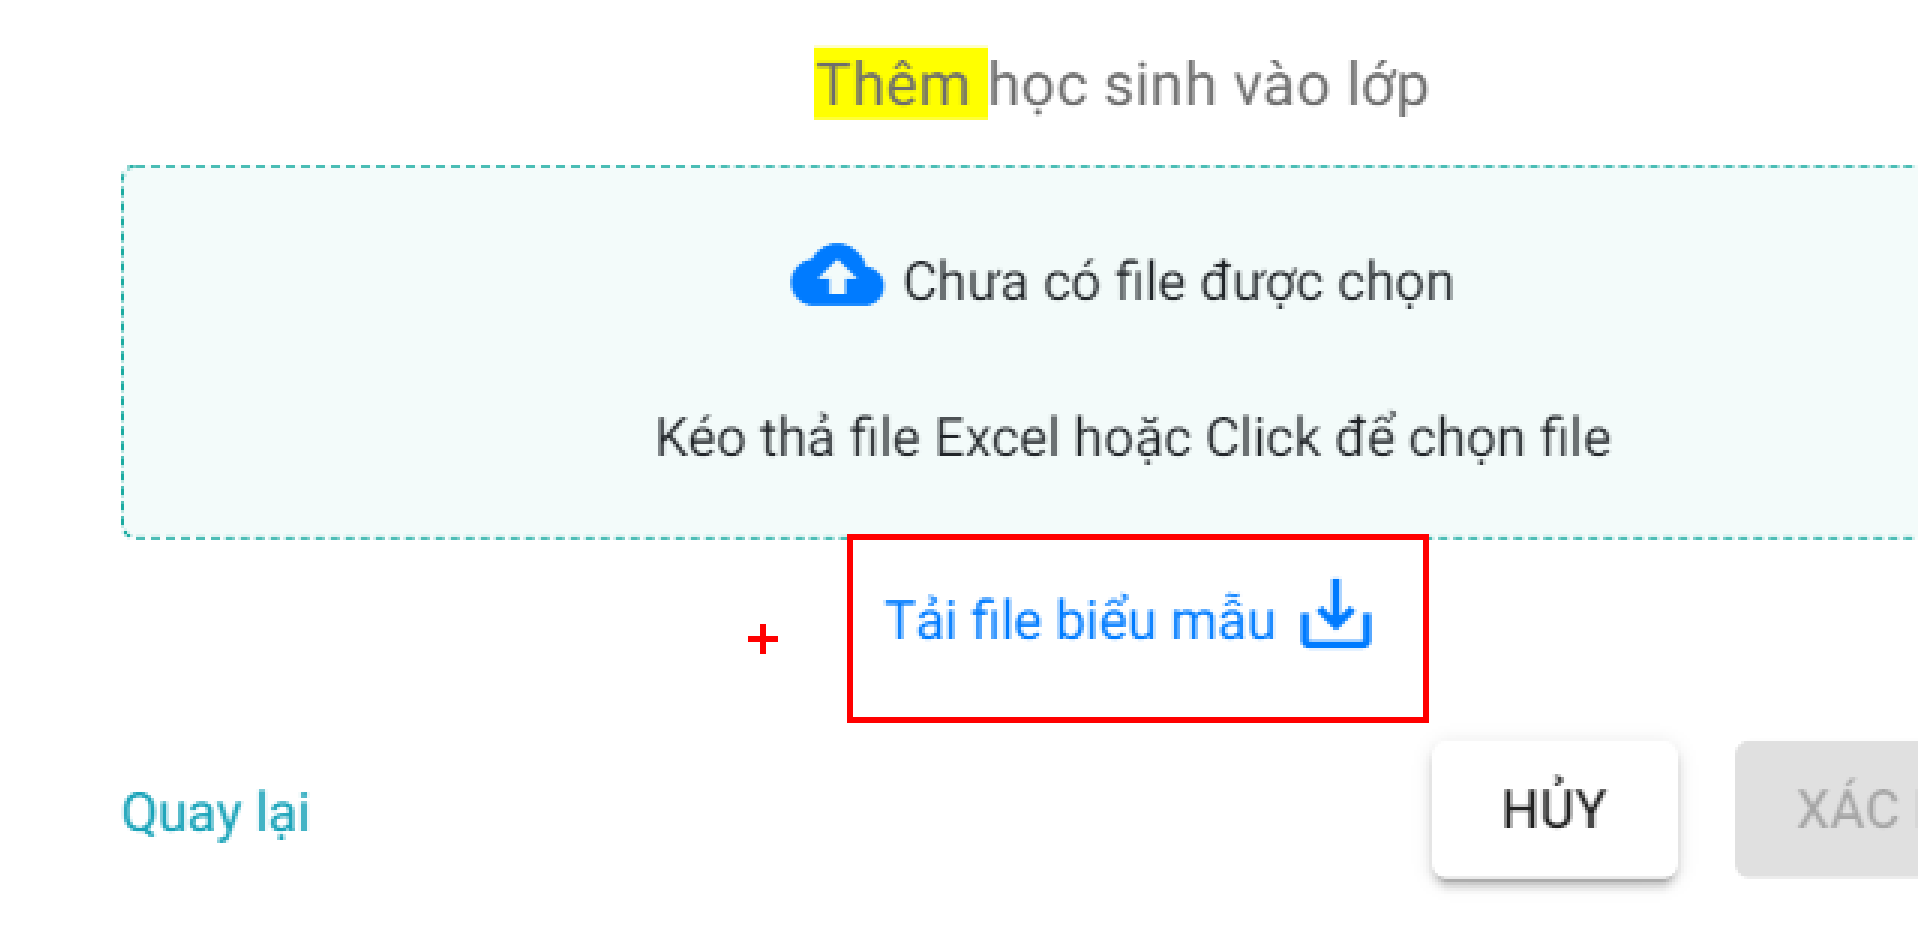 Thêm học sinh vào lớp
Chưa có file được chọn
Kéo thả file Excel hoặc Click để chọn file
Tải file biểu mẫu
+
Quay lại
HỦY
XÁC